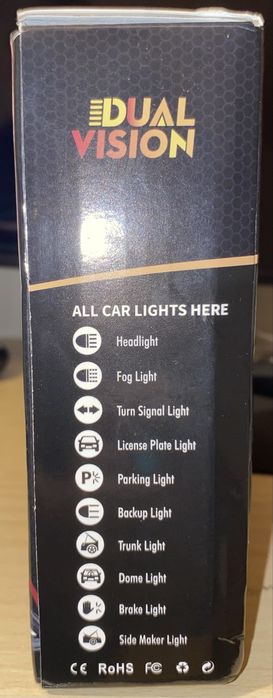 DUAL
VISION
ALL CAR LIGHTS HERE
Headlight
Fog Light
Turn Signal Light
License Plate Light
Parking Light
Backup Light
Trunk Light
Dome Light
Brake Light
Side Maker Light
CE RoHS FC